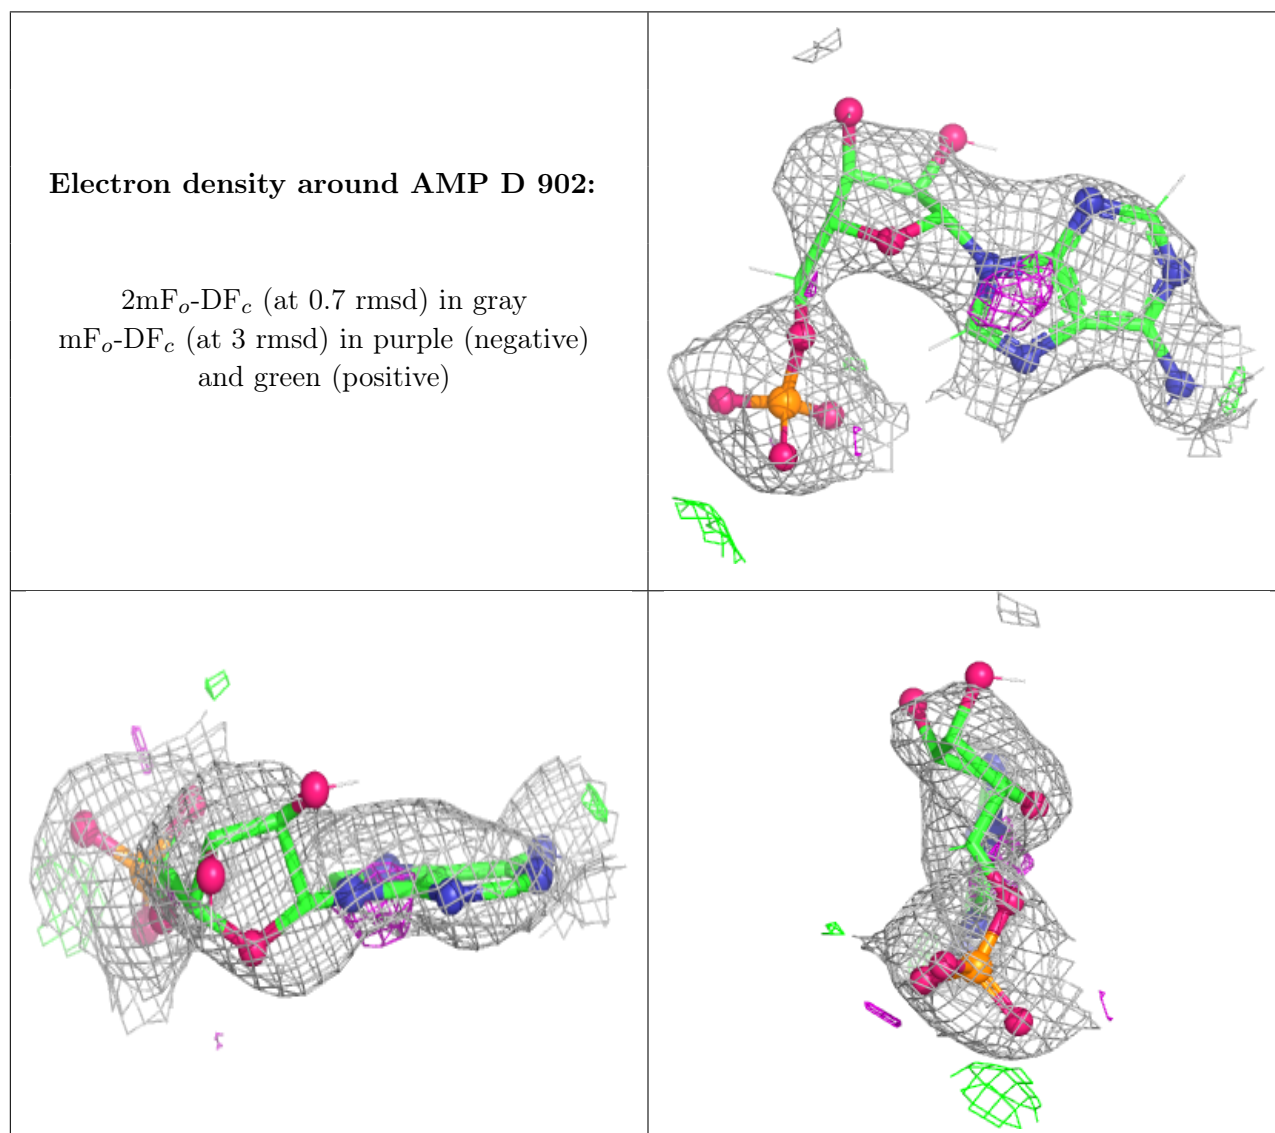 Electron density around AMP D 902:
2mFo-DFc (at 0.7 rmsd) in gray
mFo-DFc (at 3 rmsd) in purple (negative)
and green (positive)